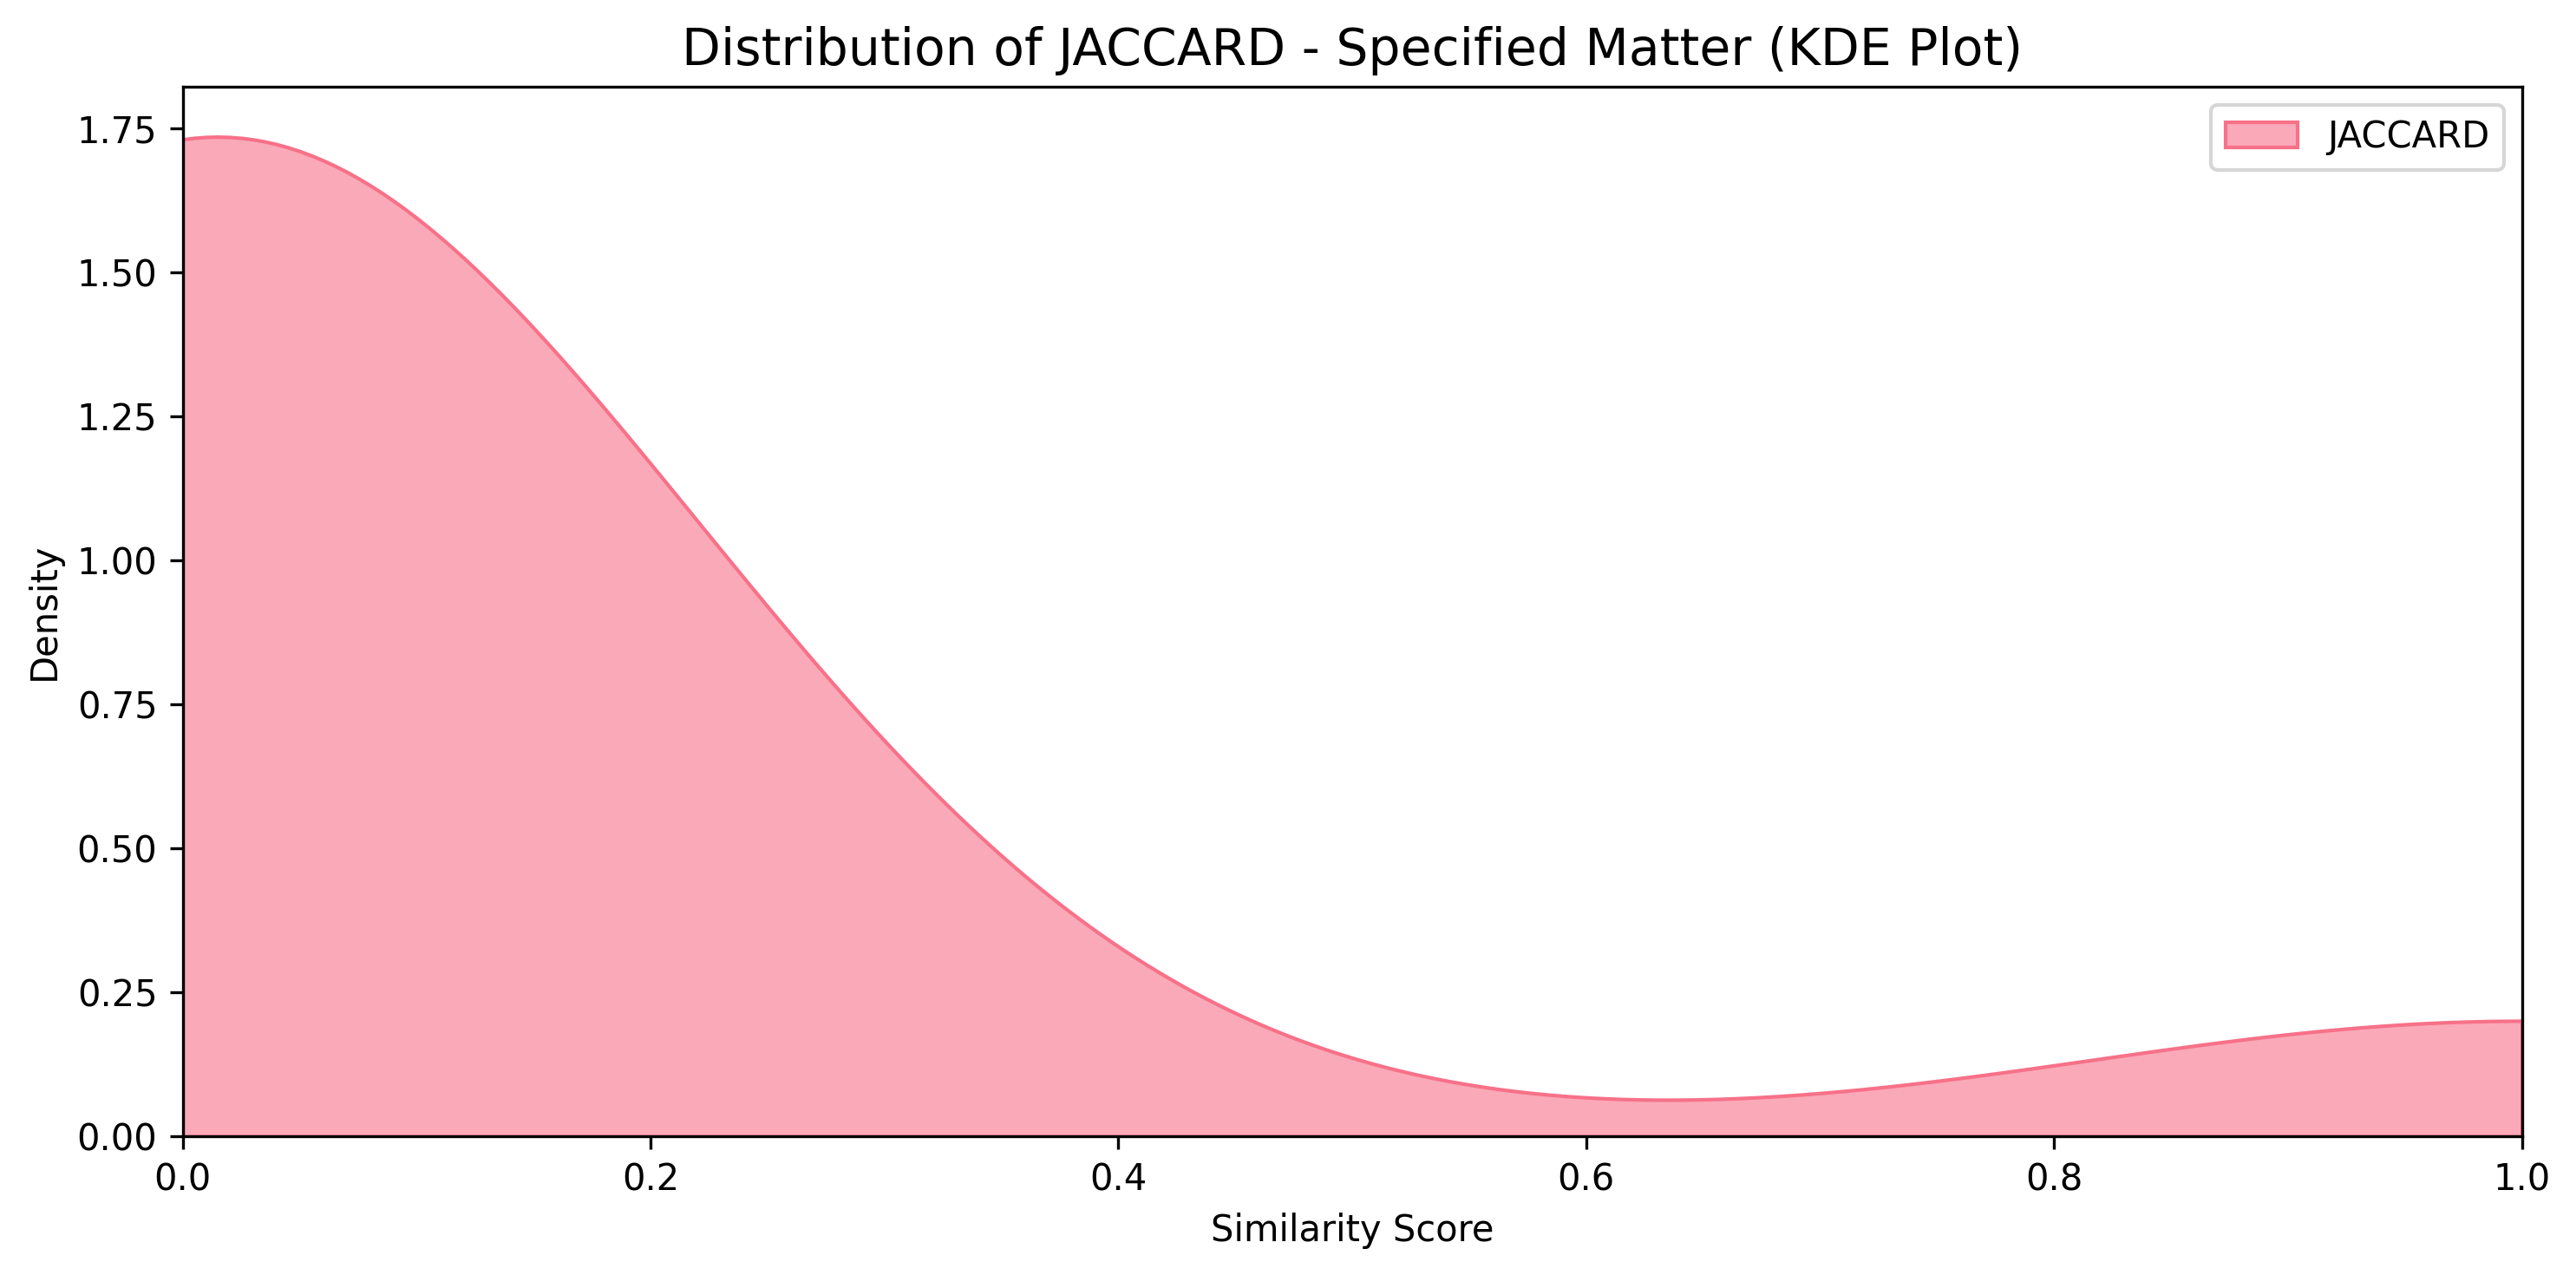 Distribution of JACCARD - Specified Matter (KDE Plot)
JACCARD
1.75
1.50
1.25
1.00
0.75
0.50
0.25
0.00
Density
0.0 0.2 0.4 0.6 0.8 1.0
Similarity Score